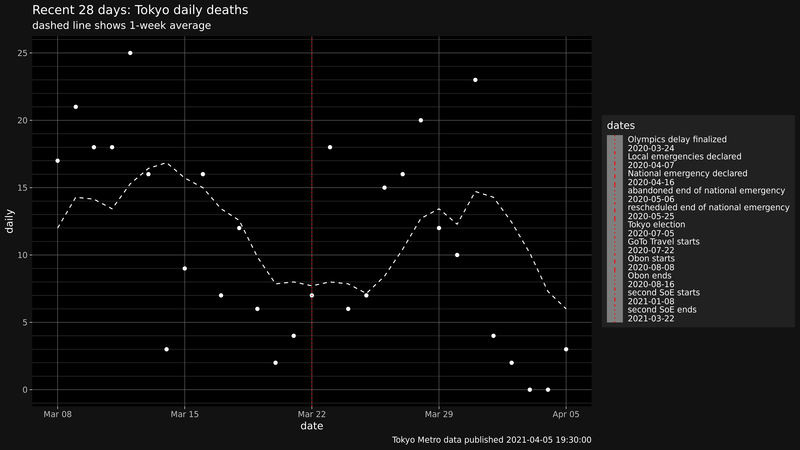 Recent 28 days: Tokyo daily deaths
dashed line shows 1-week average
25
20
15
10
5
0
daily
Mar 08
Mar 15
Mar 22
Mar 29
Apr 05
date
Tokyo Metro data published 2021-04-05 19:30:00
dates
Olympics delay finalized
2020-03-24
Local emergencies declared
2020-04-07
National emergency declared
2020-04-16
abandoned end of national emergency
2020-05-06
rescheduled end of national emergency
2020-05-25
Tokyo election
2020-07-05
GoTo Travel starts
2020-07-22
Obon starts
2020-08-08
Obon ends
2020-08-16
second SoE starts
2021-01-08
second SoE ends
2021-03-22